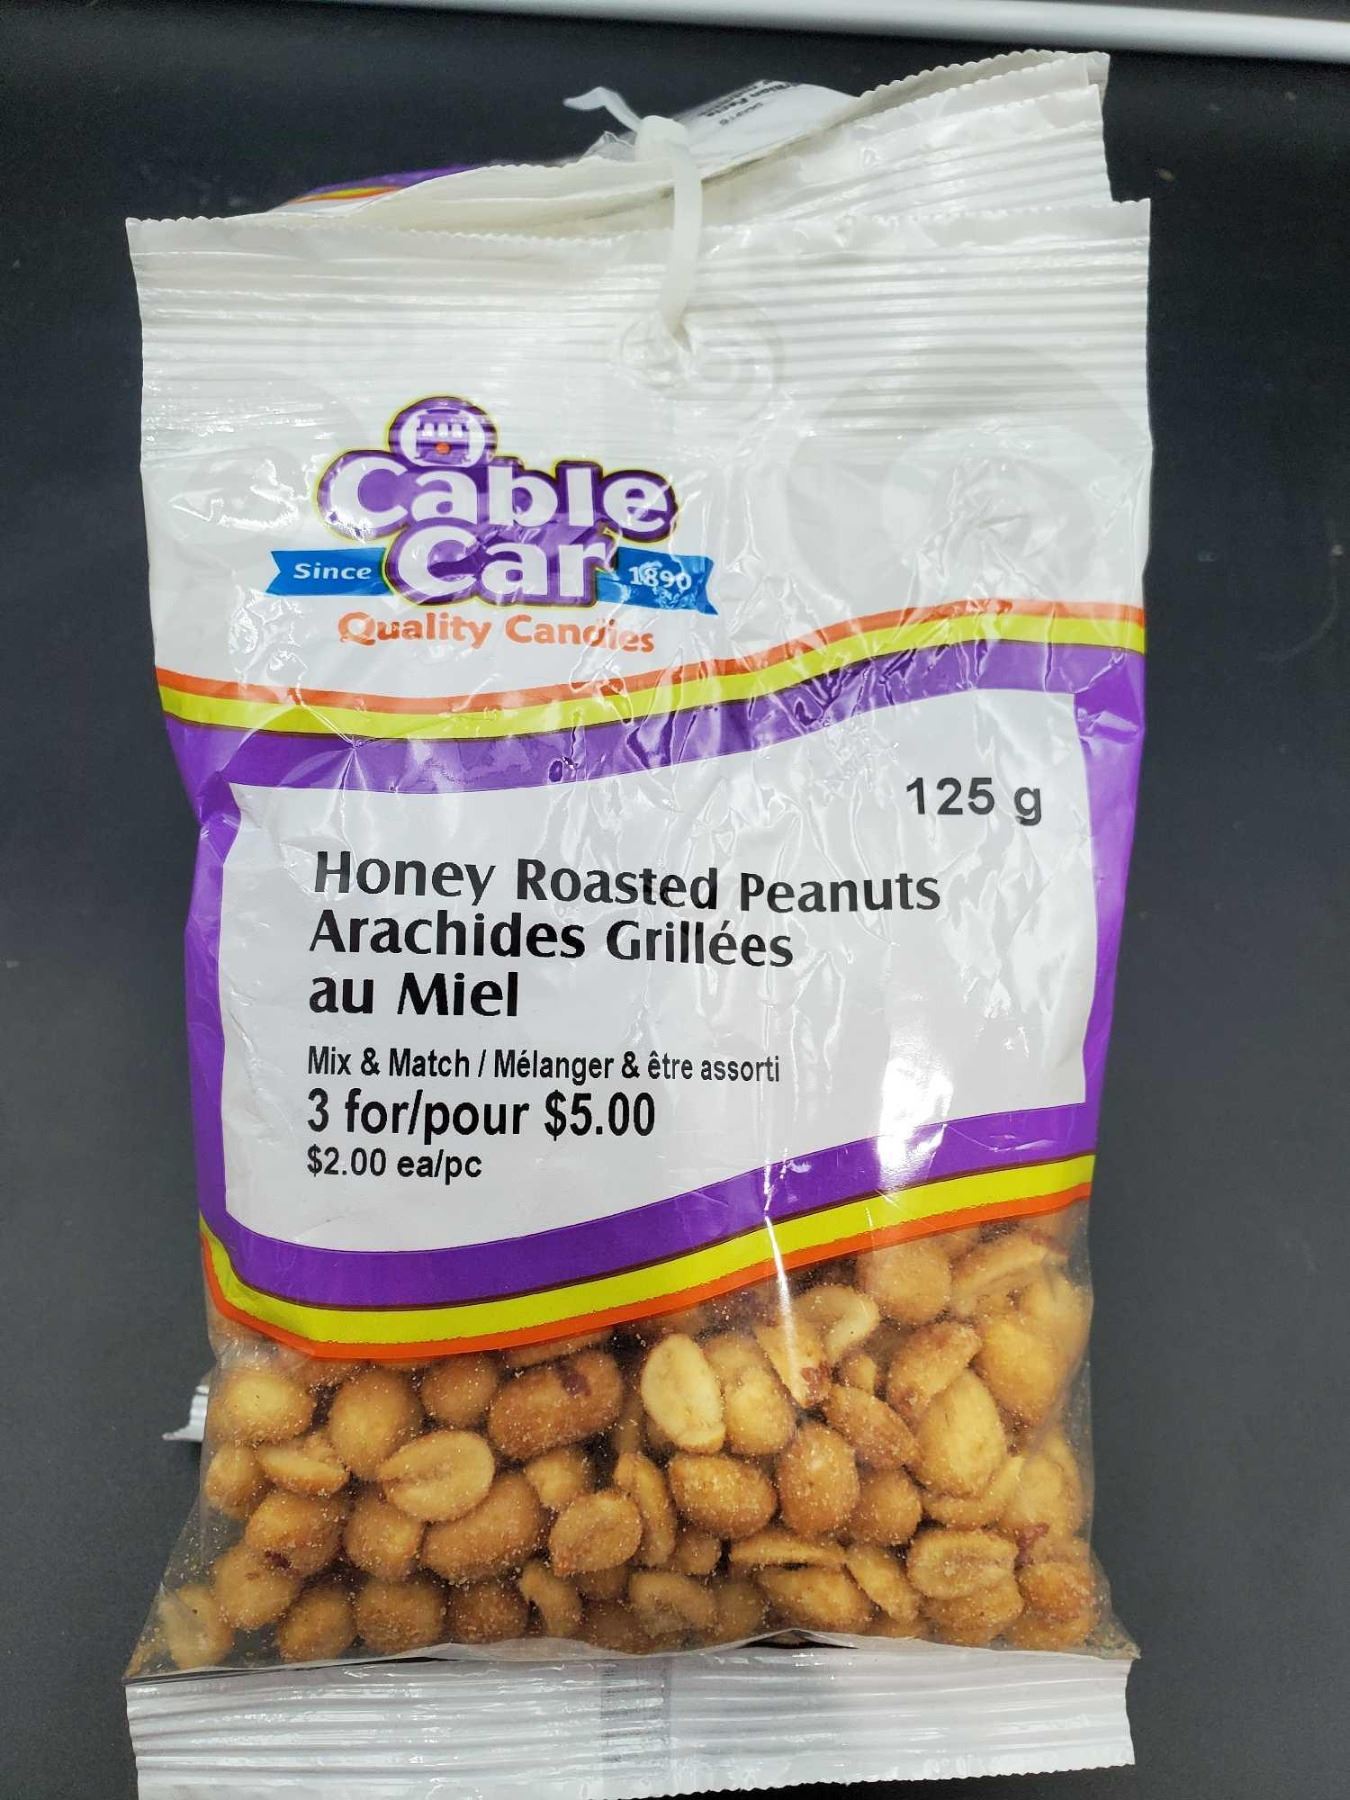 Cable
Car
Since 1890
Quality Candies
125 g
Honey Roasted Peanuts
Arachides Grillées
au Miel
Mix & Match / Mélanger & être assorti
3 for/pour $5.00
$2.00 ea/pc